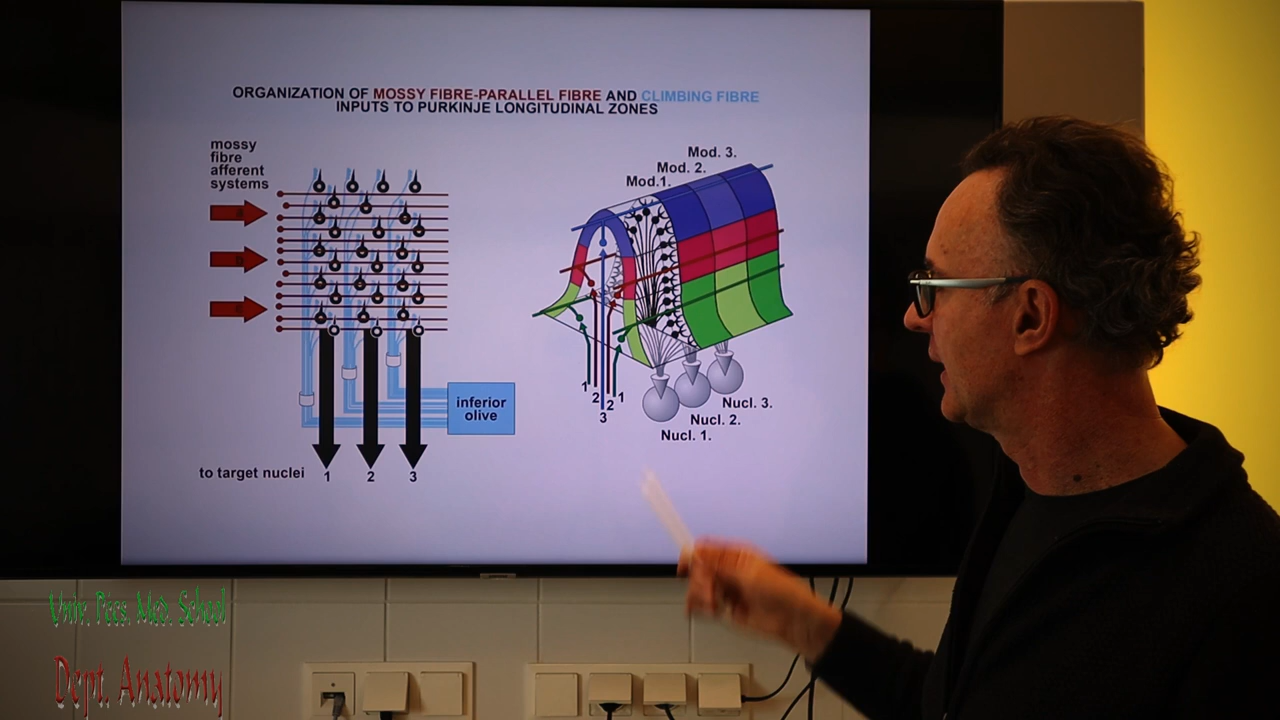 ORGANIZATION OF MOSSY FIBRE-PARALLEL FIBRE AND CLIMBING FIBRE
INPUTS TO PURKINJE LONGITUDINAL ZONES
mossy
fibre
afferent
systems
Mod. 3.
Mod. 2.
Mod.1.
inferior
olive
to target nuclei
1
2
3
1
2
3
2
1
Nucl. 3.
Nucl. 2.
Nucl. 1.
Univ. Pecs. Med. School
Dept. Anatomy